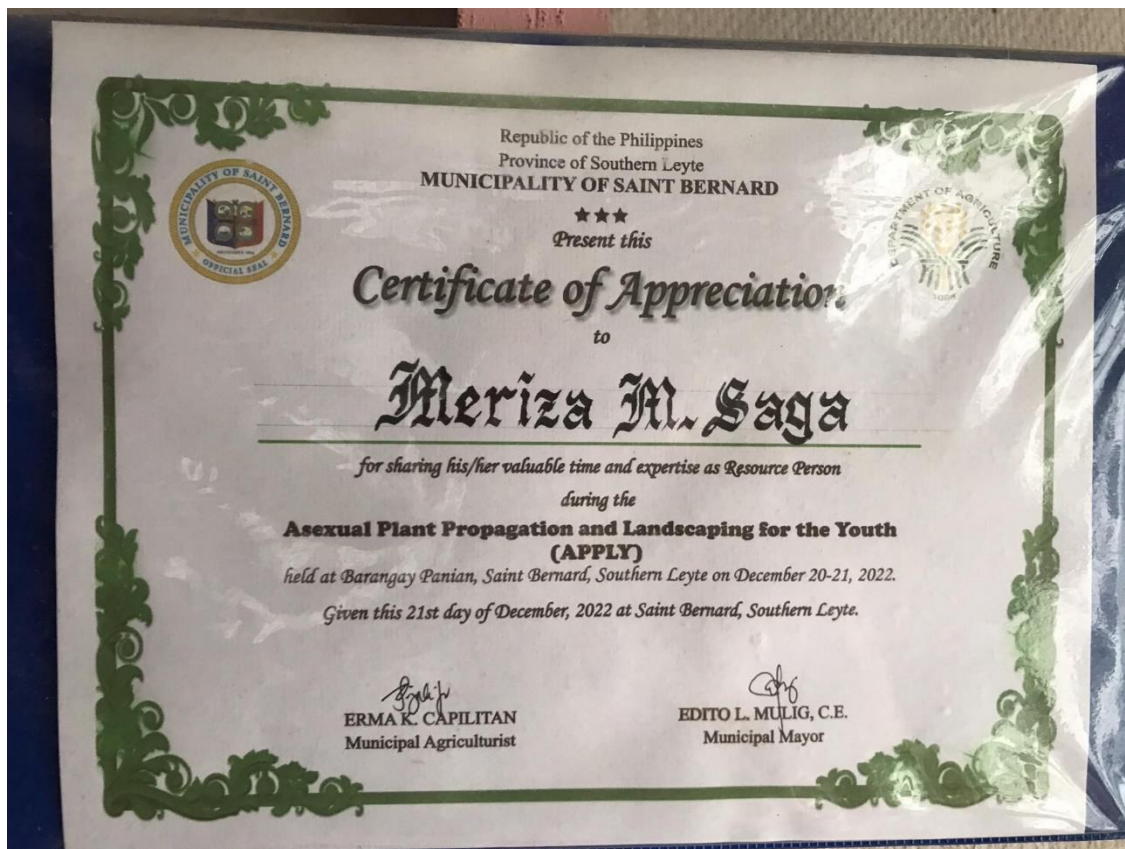 Republic of the Philippines
Province of Southern Leyte
MUNICIPALITY OF SAINT BERNARD
MUNICIPALITY OF SAINT BERNARD
OFFICIAL SEAL
DEPARTMENT OF AGRICULTURE
Present this
Certificate of Appreciation
to
Meriza M. Saga
for sharing his/her valuable time and expertise as Resource Person
during the
Asexual Plant Propagation and Landscaping for the Youth
(APPLY)
held at Barangay Panian, Saint Bernard, Southern Leyte on December 20-21, 2022.
Given this 21st day of December, 2022 at Saint Bernard, Southern Leyte.
ERMA K. CAPILITAN
Municipal Agriculturist
EDITO L. MULIG, C.E.
Municipal Mayor